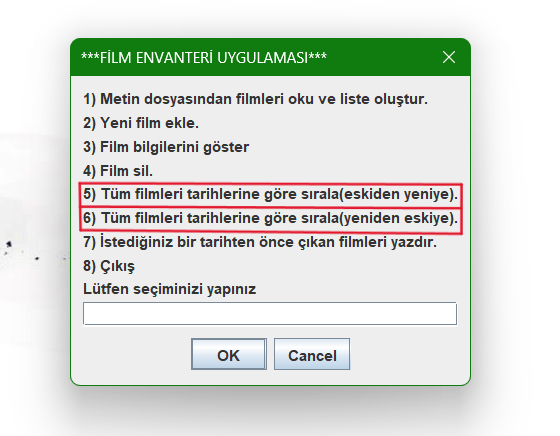 ***FİLM ENVANTERİ UYGULAMASI***
1) Metin dosyasından filmleri oku ve liste oluştur.
2) Yeni film ekle.
3) Film bilgilerini göster
4) Film sil.
5) Tüm filmleri tarihlerine göre sırala(eskiden yeniye).
6) Tüm filmleri tarihlerine göre sırala(yeniden eskiye).
7) İstediğiniz bir tarihten önce çıkan filmleri yazdır.
8) Çıkış
Lütfen seçiminizi yapınız
OK Cancel